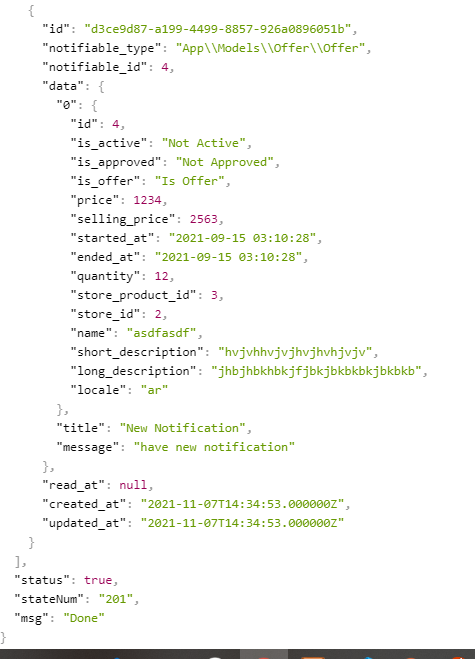 {
"id": "d3ce9d87-a199-4499-8857-926a0896051b",
"notifiable_type": "App\\Models\\Offer\\Offer",
"notifiable_id": 4,
"data": {
"0": {
"id": 4,
"is_active": "Not Active",
"is_approved": "Not Approved",
"is_offer": "Is Offer",
"price": 1234,
"selling_price": 2563,
"started_at": "2021-09-15 03:10:28",
"ended_at": "2021-09-15 03:10:28",
"quantity": 12,
"store_product_id": 3,
"store_id": 2,
"name": "asdfasdf",
"short_description": "hvjvhhvjvjhvjhvhjvjv",
"long_description": "jhbjhbkhbkjfjbkjbkbkbkjbkbkb",
"locale": "ar"
},
"title": "New Notification",
"message": "have new notification"
},
"read_at": null,
"created_at": "2021-11-07T14:34:53.000000Z",
"updated_at": "2021-11-07T14:34:53.000000Z"
}
],
"status": true,
"stateNum": "201",
"msg": "Done"
}